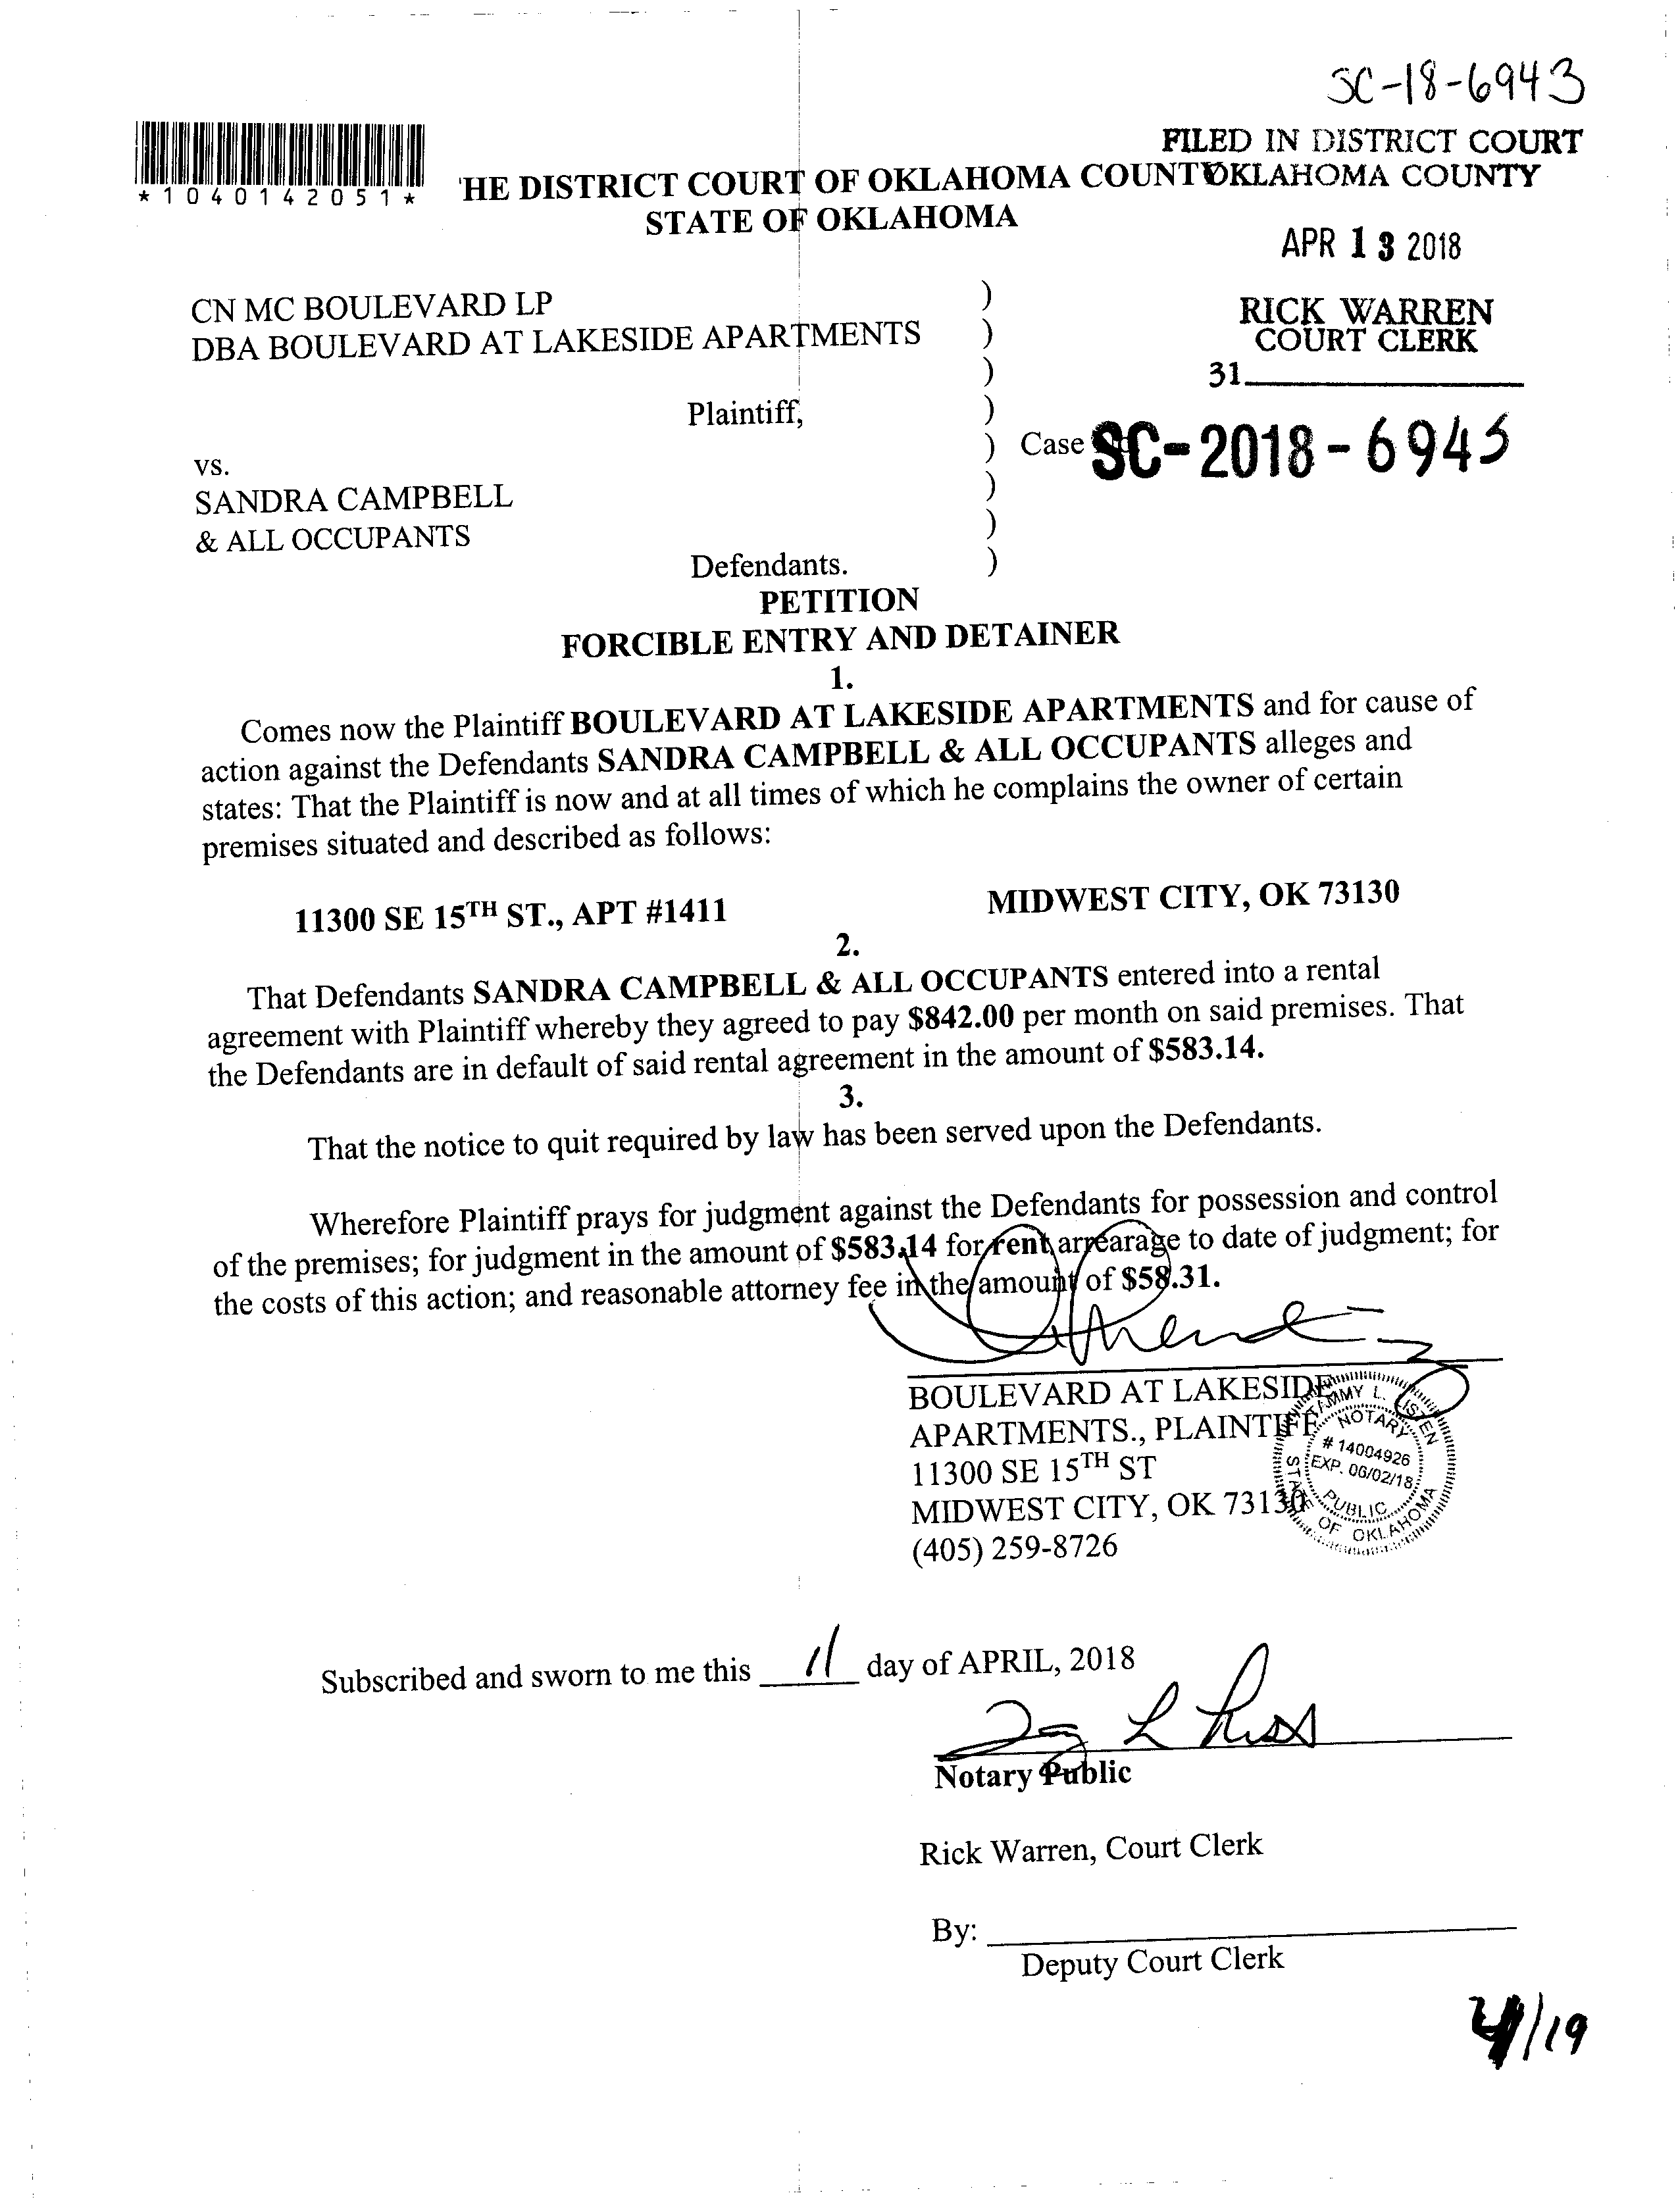 SC-18-6943
FILED IN DISTRICT COURT
OKLAHOMA COUNTY
*1040142051*
HE DISTRICT COURT OF OKLAHOMA COUNTY
STATE OF OKLAHOMA
APR 13 2018
CN MC BOULEVARD LP )
DBA BOULEVARD AT LAKESIDE APARTMENTS )
)
RICK WARREN
COURT CLERK
31
Plaintiff, )
) Case SC-2018-6943
vs.
SANDRA CAMPBELL )
& ALL OCCUPANTS )
Defendants. )
PETITION
FORCIBLE ENTRY AND DETAINER
1.
Comes now the Plaintiff BOULEVARD AT LAKESIDE APARTMENTS and for cause of
action against the Defendants SANDRA CAMPBELL & ALL OCCUPANTS alleges and
states: That the Plaintiff is now and at all times of which he complains the owner of certain
premises situated and described as follows:
11300 SE 15TH ST., APT #1411 MIDWEST CITY, OK 73130
2.
That Defendants SANDRA CAMPBELL & ALL OCCUPANTS entered into a rental
agreement with Plaintiff whereby they agreed to pay $842.00 per month on said premises. That
the Defendants are in default of said rental agreement in the amount of $583.14.
3.
That the notice to quit required by law has been served upon the Defendants.
Wherefore Plaintiff prays for judgment against the Defendants for possession and control
of the premises; for judgment in the amount of $583.14 for rent arrearage to date of judgment; for
the costs of this action; and reasonable attorney fee in the amount of $58.31.
BOULEVARD AT LAKESIDE
APARTMENTS., PLAINTIFF
11300 SE 15TH ST
MIDWEST CITY, OK 73130
(405) 259-8726
TAMMY L. LISTEN
NOTARY
# 14004926
EXP. 06/02/18
PUBLIC
STATE OF OKLAHOMA
Subscribed and sworn to me this 11 day of APRIL, 2018
Notary Public
Rick Warren, Court Clerk
By:
Deputy Court Clerk
4/19